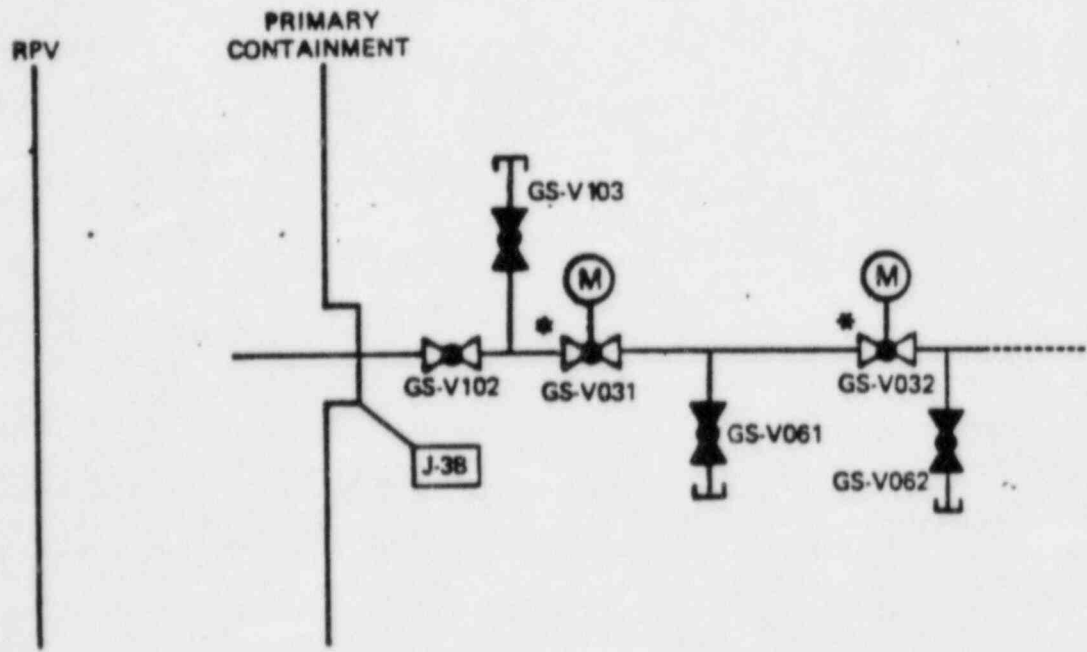 RPV
PRIMARY
CONTAINMENT
GS-V103
M
M
*
*
GS-V102
GS-V031
GS-V032
GS-V061
J-3B
GS-V062